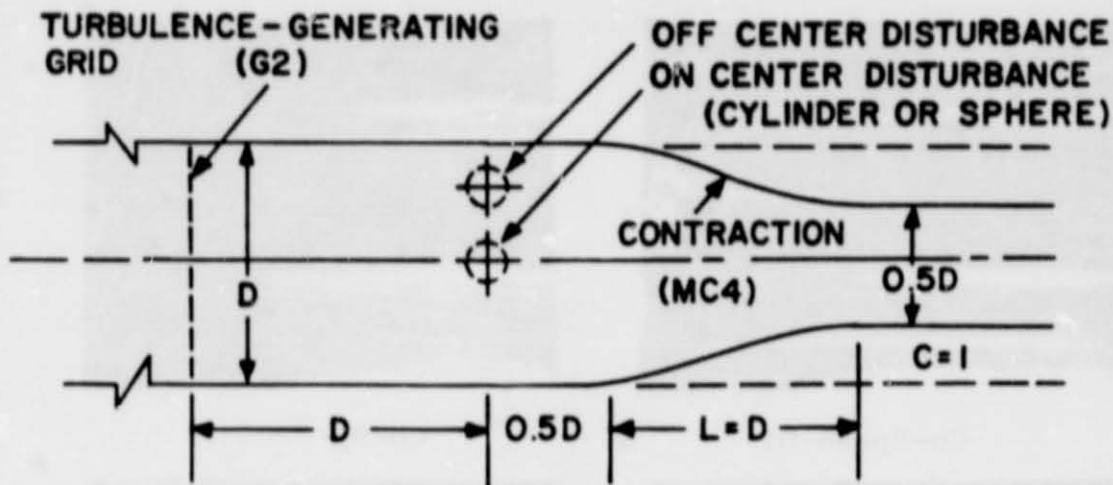 TURBULENCE-GENERATING
GRID (G2)
OFF CENTER DISTURBANCE
ON CENTER DISTURBANCE
(CYLINDER OR SPHERE)
CONTRACTION
(MC4)
D
0.5D
C=1
D
0.5D
L=D